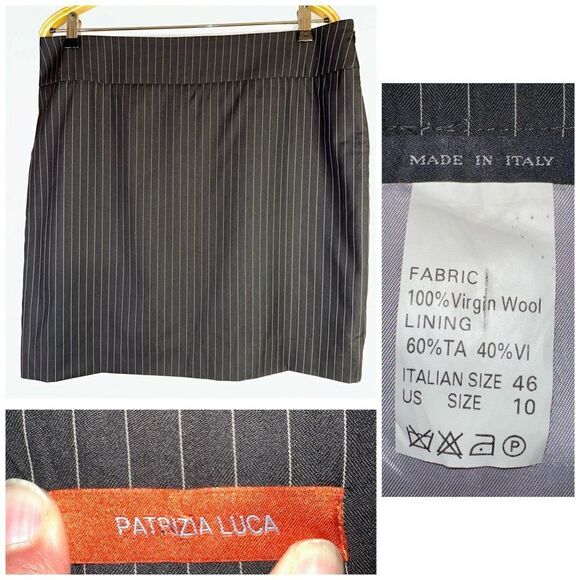 MADE IN ITALY
FABRIC
100%Virgin Wool
LINING
60%TA 40%VI
ITALIAN SIZE 46
US SIZE 10
P
PATRIZIA LUCA